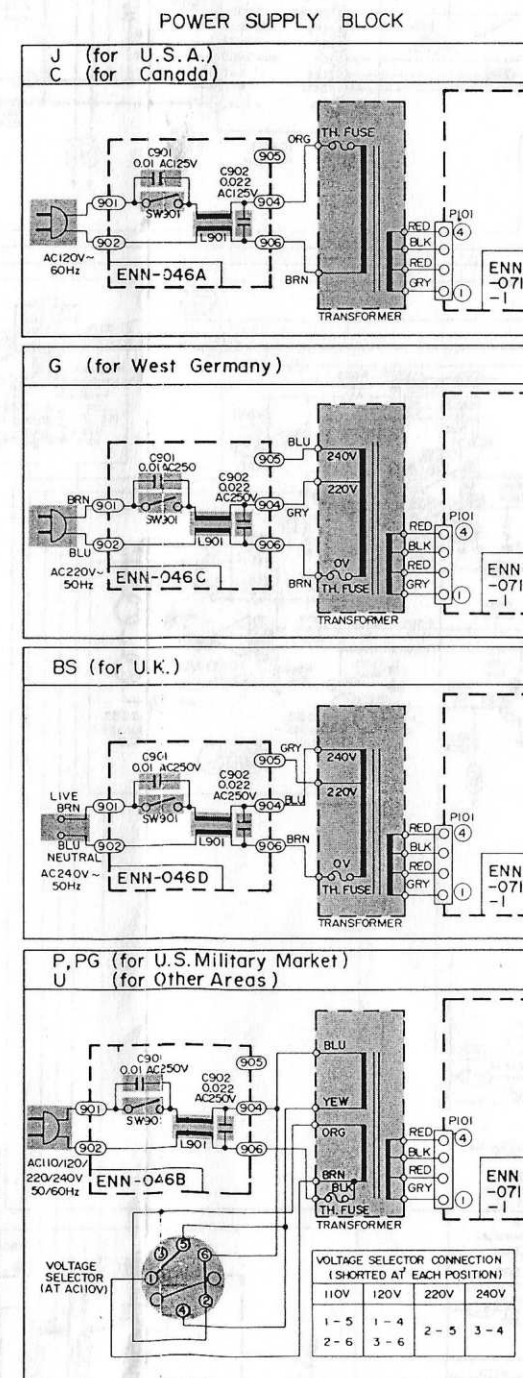 POWER SUPPLY BLOCK
J (for U.S.A.)
C (for Canada)
C901
0.01 AC125V
905
ORG
TH. FUSE
C902
0.022
AC125V
901
904
SW901
902
L901
906
AC120V~
60Hz
ENN-046A
BRN
TRANSFORMER
RED
BLK
RED
GRY
P101
4
1
ENN
-071
-1
G (for West Germany)
C901
0.01 AC250
905
BLU
240V
C902
0.022
AC250V
220V
BRN
901
904
GRY
SW901
BLU
902
L901
906
AC220V~
50Hz
ENN-046C
BRN
0V
TH. FUSE
TRANSFORMER
RED
BLK
RED
GRY
P101
4
1
ENN
-071
-1
BS (for U.K.)
C901
0.01 AC250V
905
GRY
240V
C902
0.022
AC250V
220V
LIVE
BRN
901
904
BLU
SW901
BLU
NEUTRAL
902
L901
906
BRN
AC240V~
50Hz
ENN-046D
0V
TH. FUSE
TRANSFORMER
RED
BLK
RED
GRY
P101
4
1
ENN
-071
-1
P,PG (for U.S. Military Market)
U (for Other Areas)
C901
0.01 AC250V
905
BLU
C902
0.022
AC250V
YEW
901
904
ORG
SW901
902
L901
906
AC110/120/
220/240V
50/60Hz
ENN-046B
BRN
BLK
TH. FUSE
TRANSFORMER
RED
BLK
RED
GRY
P101
4
1
ENN
-071
-1
VOLTAGE
SELECTOR
(AT AC110V)
3
5
6
1
2
4
VOLTAGE SELECTOR CONNECTION
(SHORTED AT EACH POSITION)
110V 120V 220V 240V
1-5 1-4 2-5 3-4
2-6 3-6